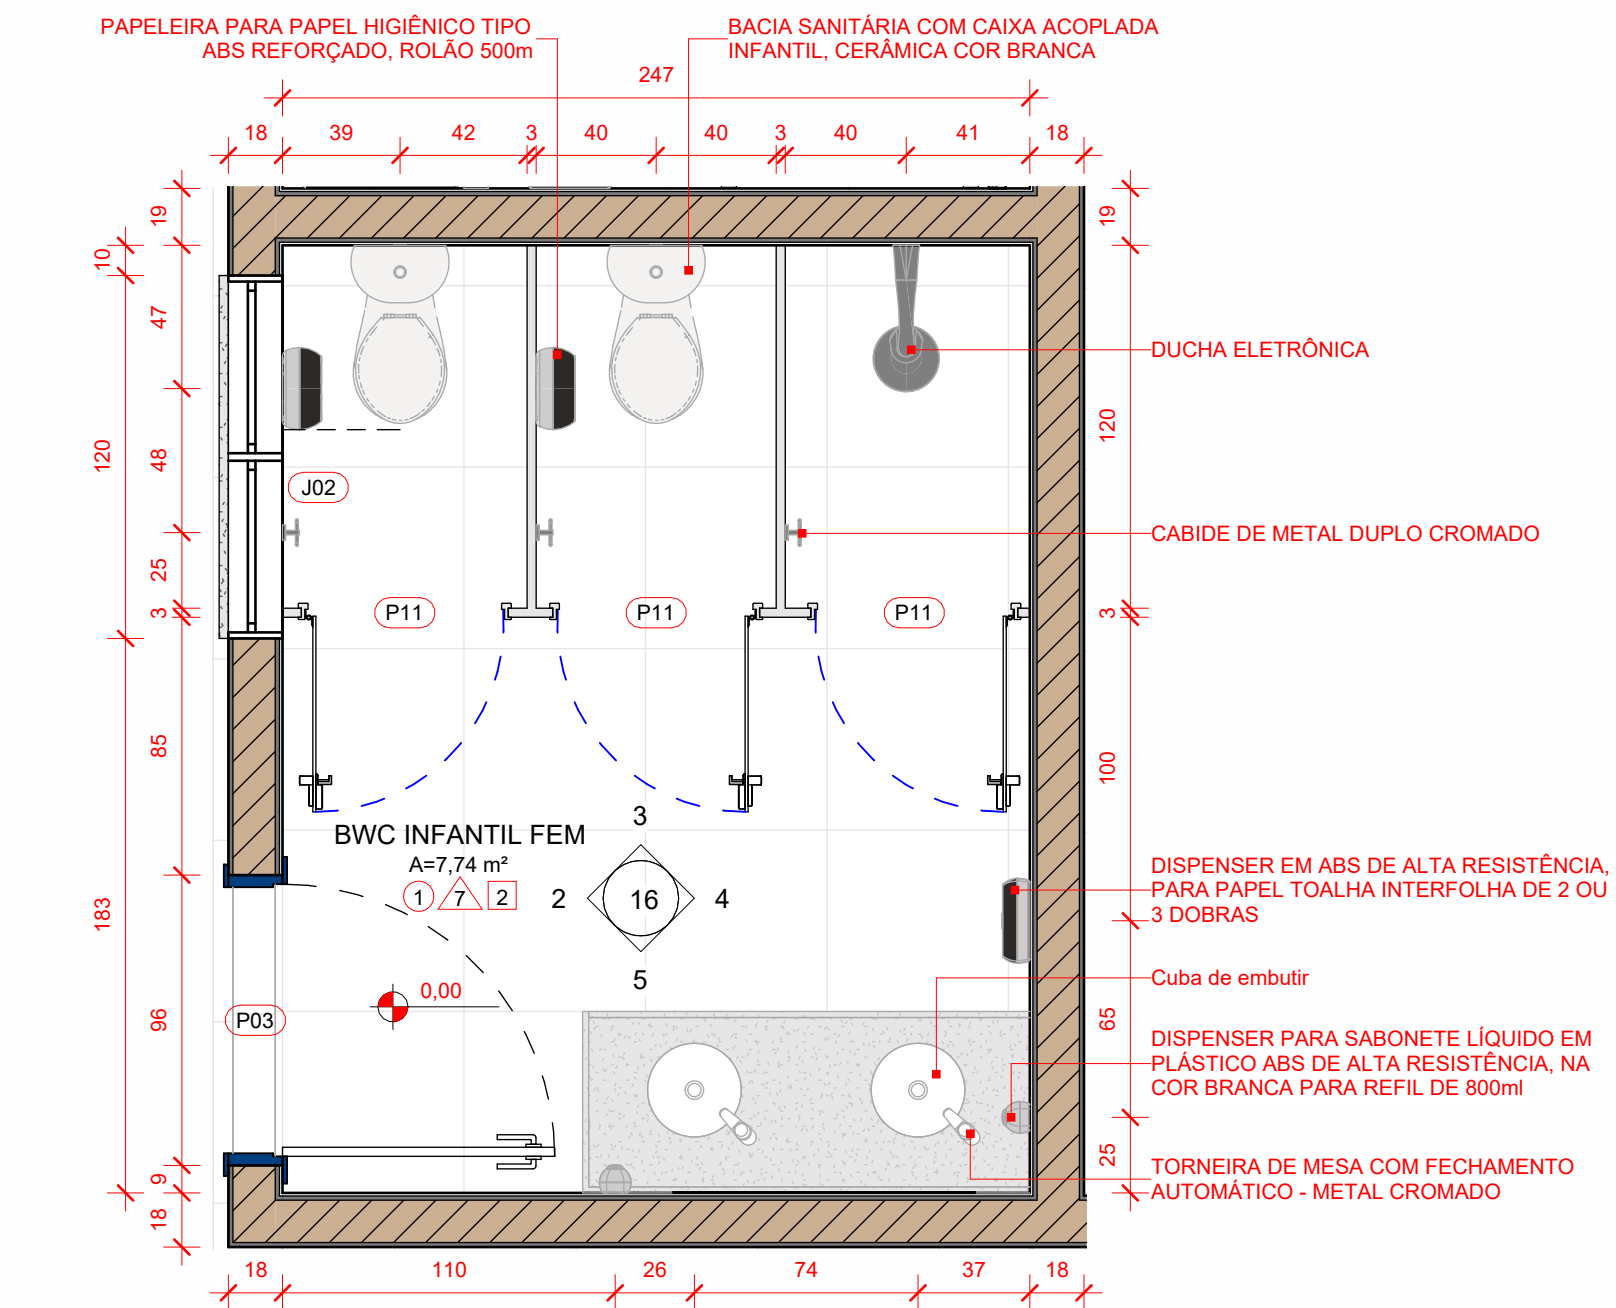 PAPELEIRA PARA PAPEL HIGIÊNICO TIPO
ABS REFORÇADO, ROLÃO 500m
BACIA SANITÁRIA COM CAIXA ACOPLADA
INFANTIL, CERÂMICA COR BRANCA
247
18 39 42 3 40 40 3 40 41 18
19
10
47
120
48
25
3
85
183
96
9
18
19
120
3
100
65
25
DUCHA ELETRÔNICA
J02
CABIDE DE METAL DUPLO CROMADO
P11 P11 P11
BWC INFANTIL FEM
A=7,74 m²
1 7 2
3
2 16 4
5
0,00
P03
DISPENSER EM ABS DE ALTA RESISTÊNCIA,
PARA PAPEL TOALHA INTERFOLHA DE 2 OU
3 DOBRAS
Cuba de embutir
DISPENSER PARA SABONETE LÍQUIDO EM
PLÁSTICO ABS DE ALTA RESISTÊNCIA, NA
COR BRANCA PARA REFIL DE 800ml
TORNEIRA DE MESA COM FECHAMENTO
AUTOMÁTICO - METAL CROMADO
18 110 26 74 37 18